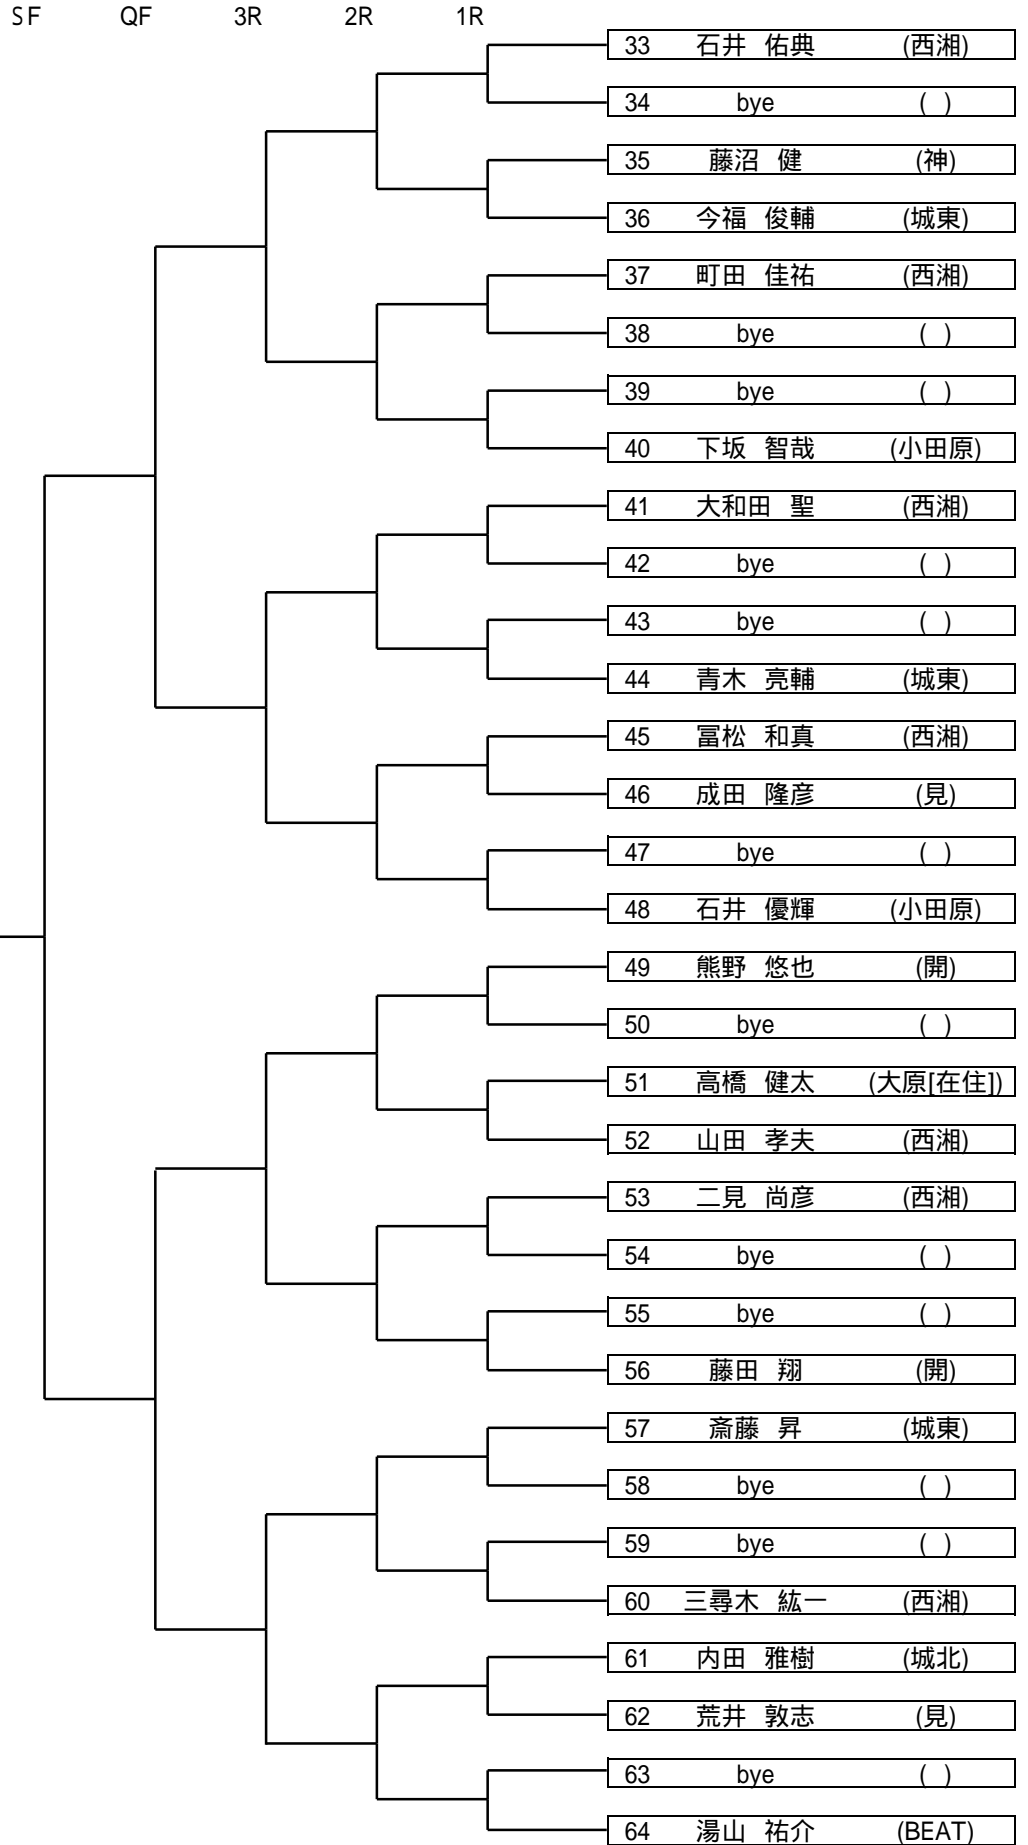 SF QF 3R 2R 1R
33 石井 佑典 (西湘)
34 bye ( )
35 藤沼 健 (神)
36 今福 俊輔 (城東)
37 町田 佳祐 (西湘)
38 bye ( )
39 bye ( )
40 下坂 智哉 (小田原)
41 大和田 聖 (西湘)
42 bye ( )
43 bye ( )
44 青木 亮輔 (城東)
45 冨松 和真 (西湘)
46 成田 隆彦 (見)
47 bye ( )
48 石井 優輝 (小田原)
49 熊野 悠也 (開)
50 bye ( )
51 高橋 健太 (大原[在住])
52 山田 孝夫 (西湘)
53 二見 尚彦 (西湘)
54 bye ( )
55 bye ( )
56 藤田 翔 (開)
57 斎藤 昇 (城東)
58 bye ( )
59 bye ( )
60 三尋木 紘一 (西湘)
61 内田 雅樹 (城北)
62 荒井 敦志 (見)
63 bye ( )
64 湯山 祐介 (BEAT)